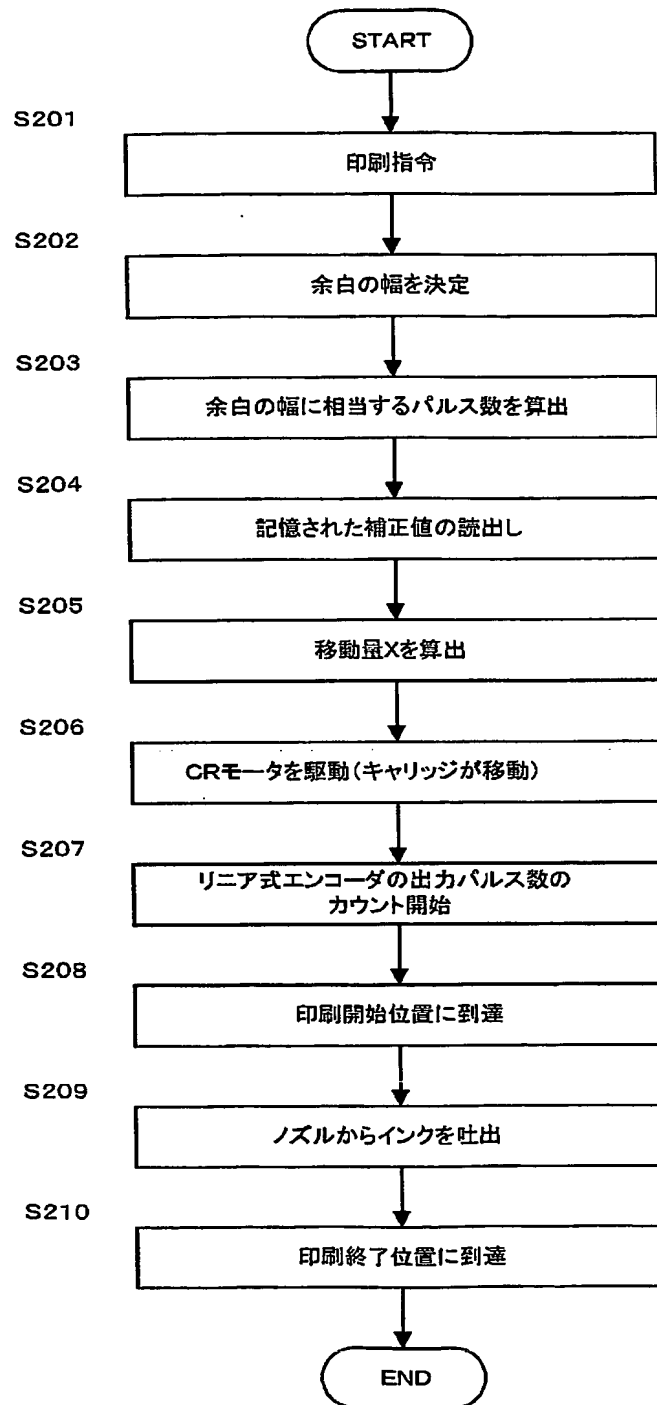 START
S201
印刷指令
S202
余白の幅を決定
S203
余白の幅に相当するパルス数を算出
S204
記憶された補正値の読出し
S205
移動量Xを算出
S206
CRモータを駆動(キャリッジが移動)
S207
リニア式エンコーダの出力パルス数の
カウント開始
S208
印刷開始位置に到達
S209
ノズルからインクを吐出
S210
印刷終了位置に到達
END